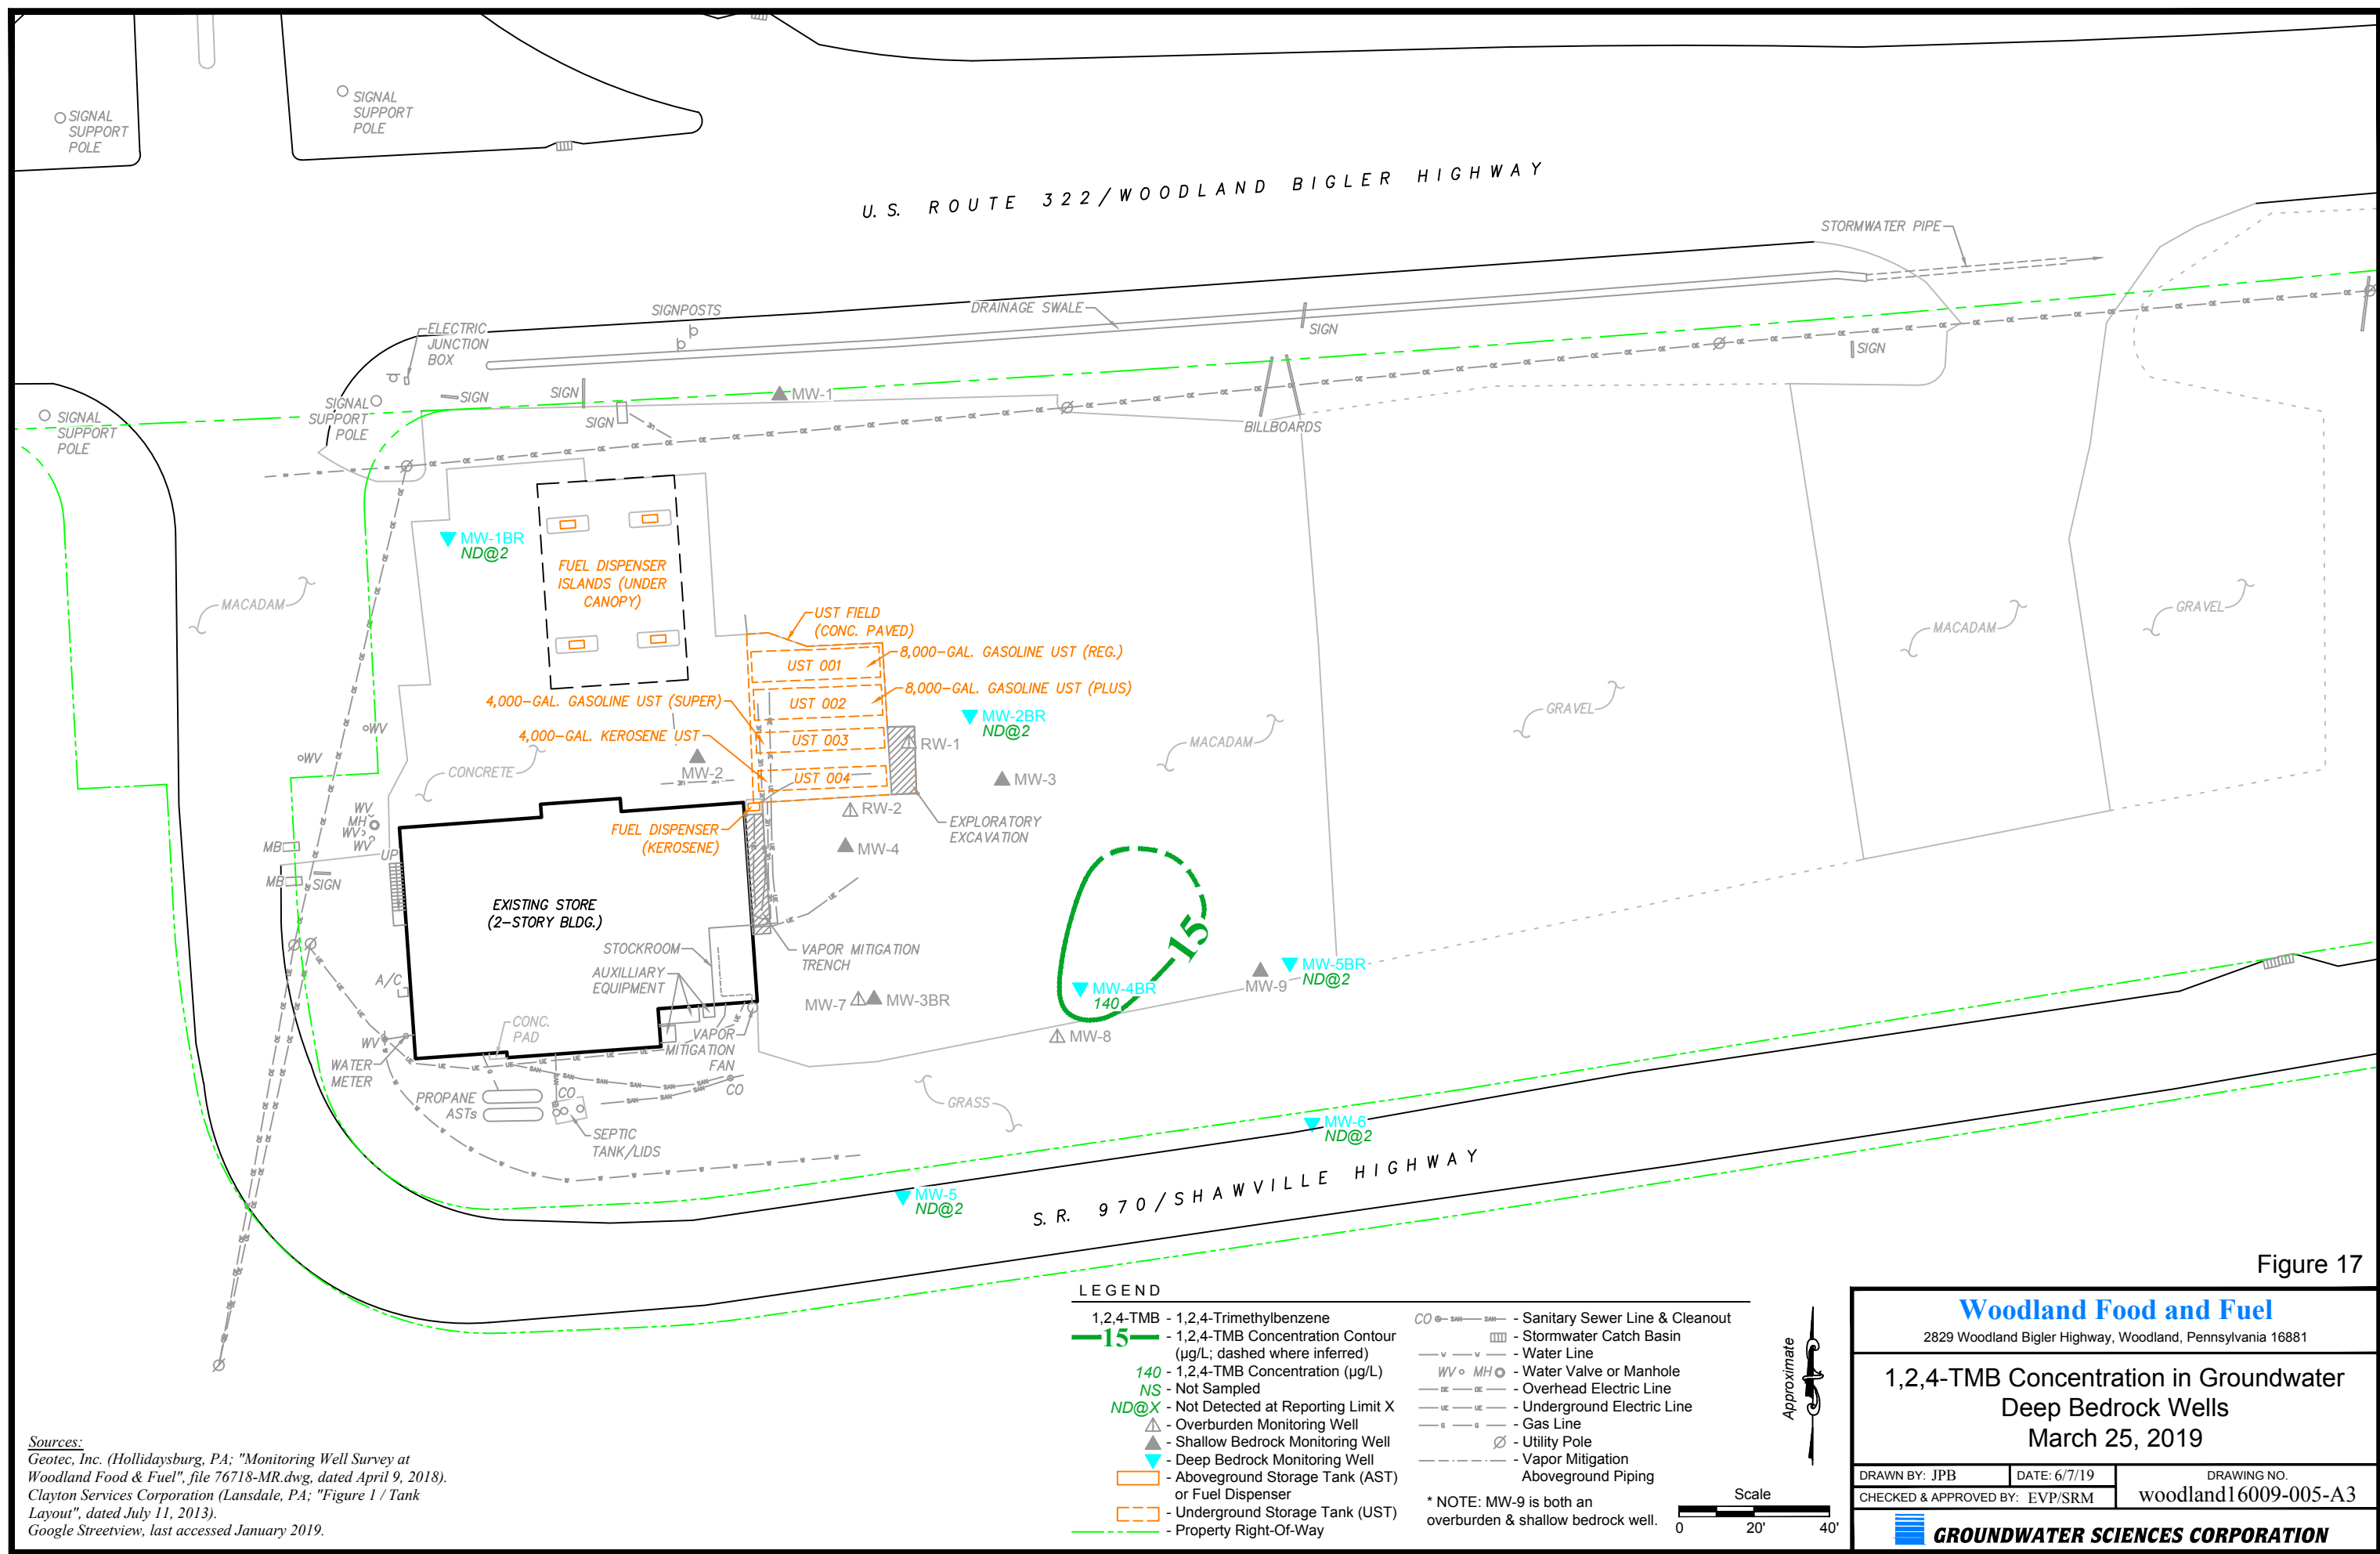 SIGNAL
SUPPORT
POLE
SIGNAL
SUPPORT
POLE
U.S. ROUTE 322/WOODLAND BIGLER HIGHWAY
STORMWATER PIPE
SIGNPOSTS
DRAINAGE SWALE
SIGN
SIGN
ELECTRIC
JUNCTION
BOX
SIGNAL
SUPPORT
POLE
SIGNAL
SUPPORT
POLE
SIGN
SIGN
SIGN
MW-1
BILLBOARDS
MW-1BR
ND@2
FUEL DISPENSER
ISLANDS (UNDER
CANOPY)
MACADAM
UST FIELD
(CONC. PAVED)
MACADAM
GRAVEL
8,000-GAL. GASOLINE UST (REG.)
UST 001
8,000-GAL. GASOLINE UST (PLUS)
UST 002
4,000-GAL. GASOLINE UST (SUPER)
UST 003
4,000-GAL. KEROSENE UST
UST 004
MW-2BR
ND@2
GRAVEL
MACADAM
WV
WV
RW-1
MW-3
CONCRETE
MW-2
RW-2
FUEL DISPENSER
(KEROSENE)
EXPLORATORY
EXCAVATION
MW-4
WV
MH
WV
WV
MB
UP
MB
SIGN
EXISTING STORE
(2-STORY BLDG.)
STOCKROOM
VAPOR MITIGATION
TRENCH
AUXILLIARY
EQUIPMENT
15
A/C
MW-7
MW-3BR
MW-4BR
140
MW-9
MW-5BR
ND@2
CONC.
PAD
VAPOR
MITIGATION
FAN
WV
WATER
METER
MW-8
PROPANE
ASTs
CO
CO
SEPTIC
TANK/LIDS
GRASS
MW-6
ND@2
MW-5
ND@2
S.R. 970/SHAWVILLE HIGHWAY
Figure 17
LEGEND
1,2,4-TMB - 1,2,4-Trimethylbenzene
15 - 1,2,4-TMB Concentration Contour
(µg/L; dashed where inferred)
140 - 1,2,4-TMB Concentration (µg/L)
NS - Not Sampled
ND@X - Not Detected at Reporting Limit X
- Overburden Monitoring Well
- Shallow Bedrock Monitoring Well
- Deep Bedrock Monitoring Well
- Aboveground Storage Tank (AST)
or Fuel Dispenser
- Underground Storage Tank (UST)
- Property Right-Of-Way
CO SAN SAN - Sanitary Sewer Line & Cleanout
- Stormwater Catch Basin
W W - Water Line
WV MH - Water Valve or Manhole
OE OE - Overhead Electric Line
UE UE - Underground Electric Line
G G - Gas Line
- Utility Pole
- Vapor Mitigation
Aboveground Piping
* NOTE: MW-9 is both an
overburden & shallow bedrock well.
Approximate
Scale
0 20' 40'
Woodland Food and Fuel
2829 Woodland Bigler Highway, Woodland, Pennsylvania 16881
1,2,4-TMB Concentration in Groundwater
Deep Bedrock Wells
March 25, 2019
DRAWN BY: JPB
DATE: 6/7/19
DRAWING NO.
CHECKED & APPROVED BY: EVP/SRM
woodland16009-005-A3
GROUNDWATER SCIENCES CORPORATION
Sources:
Geotec, Inc. (Hollidaysburg, PA; "Monitoring Well Survey at
Woodland Food & Fuel", file 76718-MR.dwg, dated April 9, 2018).
Clayton Services Corporation (Lansdale, PA; "Figure 1 / Tank
Layout", dated July 11, 2013).
Google Streetview, last accessed January 2019.